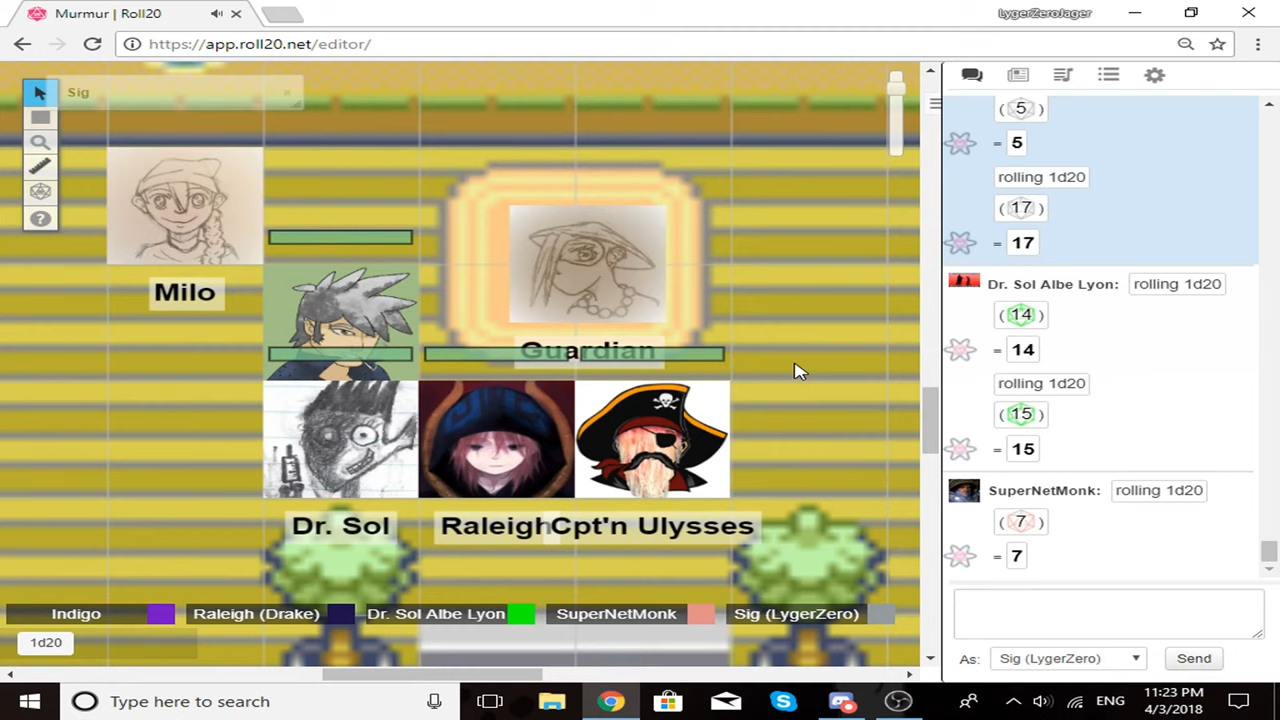 Murmur | Roll20
LygerZeroJager
https://app.roll20.net/editor/
Sig
5
= 5
rolling 1d20
17
= 17
Milo
Dr. Sol Albe Lyon: rolling 1d20
14
= 14
Guardian
rolling 1d20
15
= 15
SuperNetMonk: rolling 1d20
7
= 7
Dr. Sol
Raleigh
Cpt'n Ulysses
Indigo
Raleigh (Drake)
Dr. Sol Albe Lyon
SuperNetMonk
Sig (LygerZero)
1d20
As: Sig (LygerZero)
Send
Type here to search
ENG
11:23 PM
4/3/2018